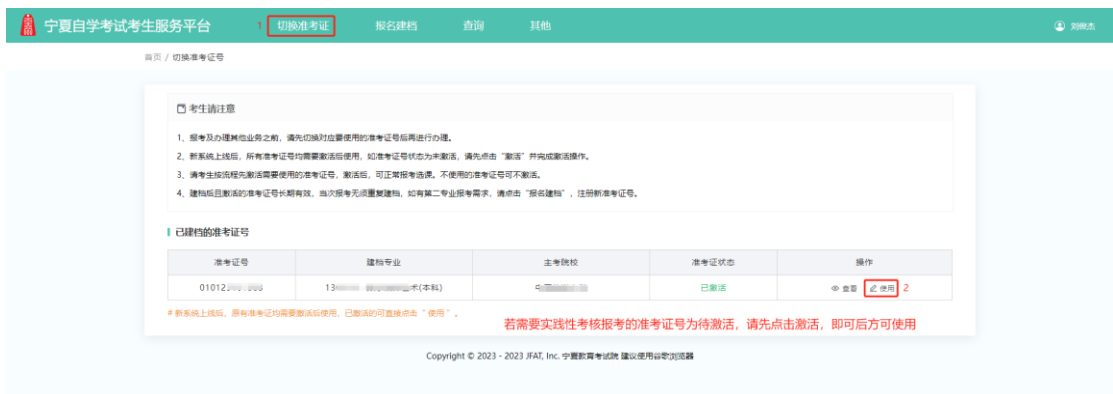 宁夏自学考试考生服务平台 1 切换准考证 报名建档 查询 其他
首页 / 切换准考证号
考生请注意
1、报考及办理其他业务之前，请先切换对应要使用的准考证号后再进行办理。
2、新系统上线后，所有准考证号均需要激活后使用，如准考证号状态为未激活，请先点击“激活”并完成激活操作。
3、请考生按流程先激活需要使用的准考证号，激活后，可正常报考选课。不使用的准考证号可不激活。
4、建档后且激活的准考证号长期有效，当次报考无须重复建档，如有第二专业报考需求，请点击“报名建档”，注册新准考证号。
已建档的准考证号
准考证号 建档专业 主考院校 准考证状态 操作
01012 13 术(本科) 已激活 查看 使用 2
# 新系统上线后，原有准考证均需要激活后使用，已激活的可直接点击“使用”。
若需要实践性考核报考的准考证号为待激活，请先点击激活，即可后方可使用
Copyright © 2023 - 2023 JFAT, Inc. 宁夏教育考试院 建议使用谷歌浏览器